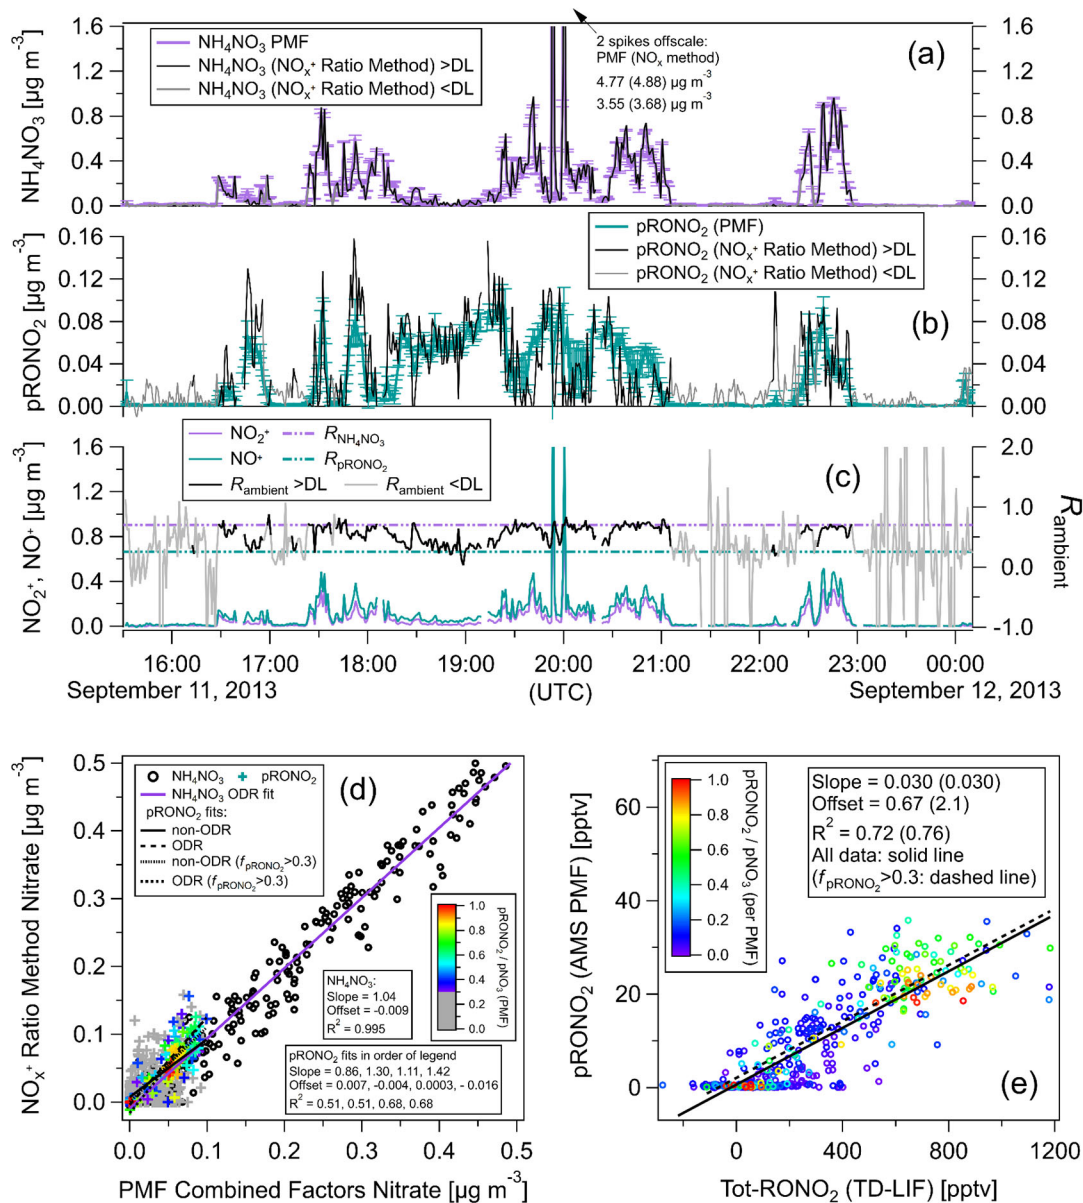 1.6
1.2
0.8
0.4
0.0
NH₄NO₃ [µg m⁻³]
NH₄NO₃ PMF
NH₄NO₃ (NOₓ⁺ Ratio Method) >DL
NH₄NO₃ (NOₓ⁺ Ratio Method) <DL
2 spikes offscale:
PMF (NOₓ method)
4.77 (4.88) µg m⁻³
3.55 (3.68) µg m⁻³
(a)
1.6
1.2
0.8
0.4
0.0
0.16
0.12
0.08
0.04
0.00
pRONO₂ [µg m⁻³]
pRONO₂ (PMF)
pRONO₂ (NOₓ⁺ Ratio Method) >DL
pRONO₂ (NOₓ⁺ Ratio Method) <DL
(b)
0.16
0.12
0.08
0.04
0.00
1.6
1.2
0.8
0.4
0.0
NO₂⁺, NO⁺ [µg m⁻³]
NO₂⁺ R_NH₄NO₃
NO⁺ R_pRONO₂
R_ambient >DL R_ambient <DL
(c)
2.0
1.0
0.0
-1.0
R_ambient
16:00 17:00 18:00 19:00 20:00 21:00 22:00 23:00 00:00
September 11, 2013 (UTC) September 12, 2013
0.5
0.4
0.3
0.2
0.1
0.0
NOₓ⁺ Ratio Method Nitrate [µg m⁻³]
NH₄NO₃ pRONO₂
NH₄NO₃ ODR fit
pRONO₂ fits:
non-ODR
ODR
non-ODR (f_pRONO₂>0.3)
ODR (f_pRONO₂>0.3)
(d)
1.0
0.8
0.6
0.4
0.2
0.0
pRONO₂ / pNO₃ (PMF)
NH₄NO₃:
Slope = 1.04
Offset = -0.009
R² = 0.995
pRONO₂ fits in order of legend
Slope = 0.86, 1.30, 1.11, 1.42
Offset = 0.007, -0.004, 0.0003, -0.016
R² = 0.51, 0.51, 0.68, 0.68
0.0 0.1 0.2 0.3 0.4 0.5
PMF Combined Factors Nitrate [µg m⁻³]
60
40
20
0
pRONO₂ (AMS PMF) [pptv]
1.0
0.8
0.6
0.4
0.2
0.0
pRONO₂ / pNO₃ (per PMF)
Slope = 0.030 (0.030)
Offset = 0.67 (2.1)
R² = 0.72 (0.76)
All data: solid line
(f_pRONO₂>0.3: dashed line)
(e)
0 400 800 1200
Tot-RONO₂ (TD-LIF) [pptv]